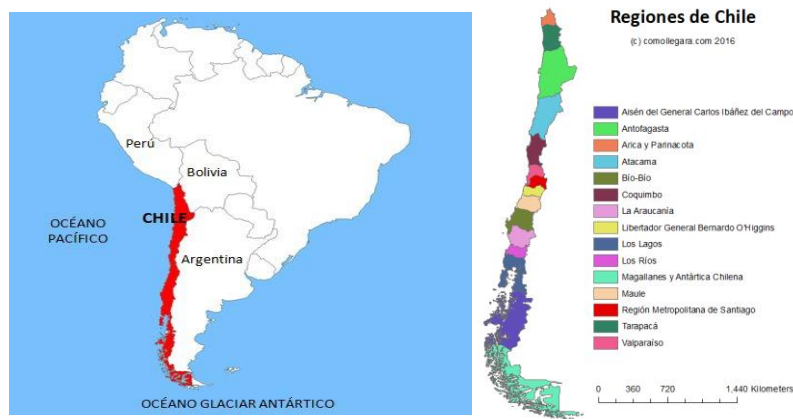 Perú
Bolivia
OCÉANO
PACÍFICO
CHILE
Argentina
OCÉANO GLACIAR ANTÁRTICO
Regiones de Chile
(c) comollegara.com 2016
Aisén del General Carlos Ibáñez del Campo
Antofagasta
Arica y Parinacota
Atacama
Bío-Bío
Coquimbo
La Araucanía
Libertador General Bernardo O'Higgins
Los Lagos
Los Ríos
Magallanes y Antártica Chilena
Maule
Región Metropolitana de Santiago
Tarapacá
Valparaíso
0 360 720 1,440 Kilometers